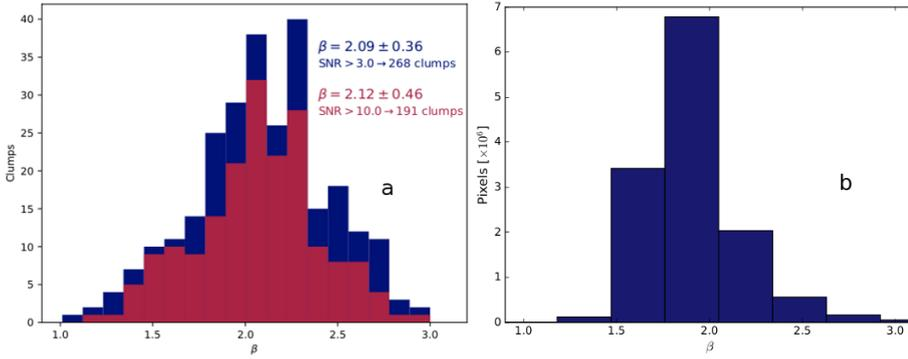 40
35
30
25
20
15
10
5
0
Clumps
β = 2.09 ± 0.36
SNR > 3.0 → 268 clumps
β = 2.12 ± 0.46
SNR > 10.0 → 191 clumps
a
1.0 1.5 2.0 2.5 3.0
β
7
6
5
4
3
2
1
0
Pixels [×10⁶]
b
1.0 1.5 2.0 2.5 3.0
β